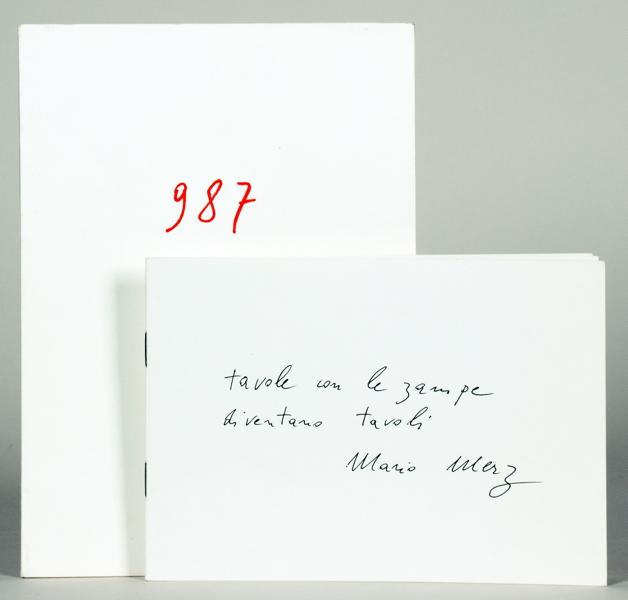 987
tavole con le zampe
diventano tavoli
Mario Merz